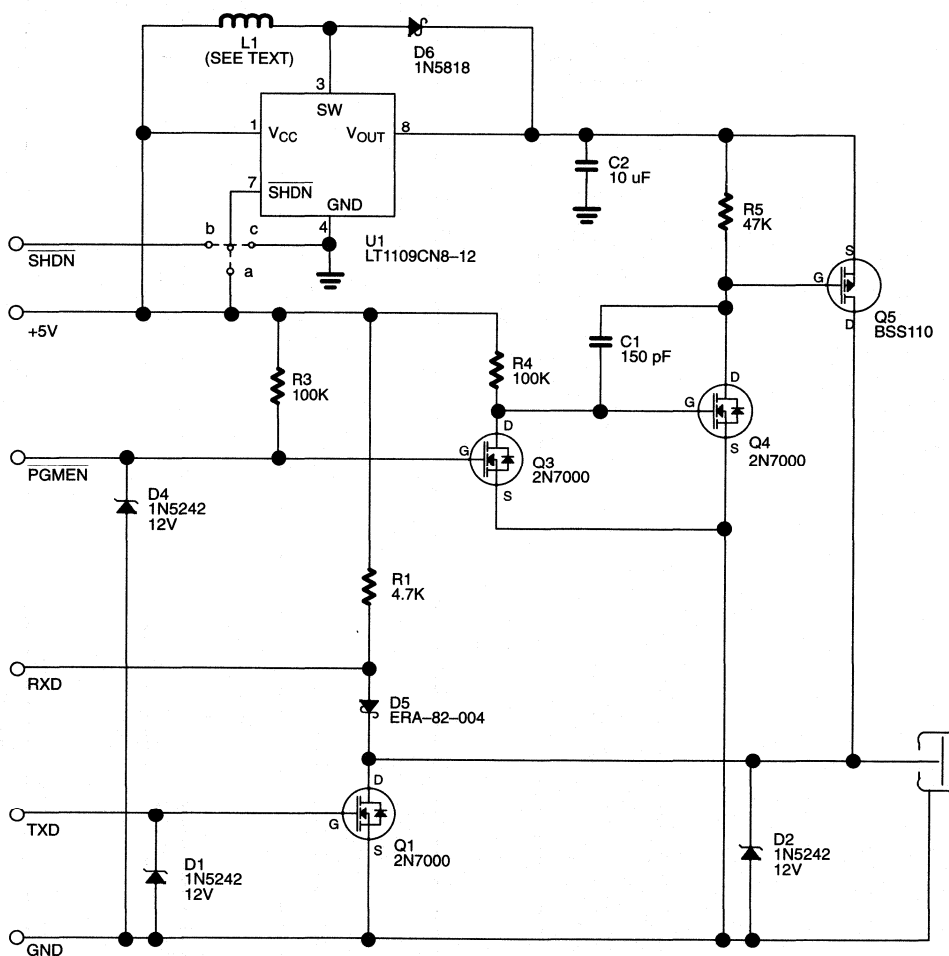 L1
(SEE TEXT)
D6
1N5818
3
SW
1
VCC
VOUT
8
7
SHDN
GND
4
U1
LT1109CN8–12
b
c
a
SHDN
+5V
C2
10 uF
R5
47K
S
G
D
Q5
BSS110
C1
150 pF
R4
100K
R3
100K
D
G
S
Q4
2N7000
D
G
S
Q3
2N7000
PGMEN
D4
1N5242
12V
R1
4.7K
RXD
D5
ERA–82–004
D
G
S
Q1
2N7000
TXD
D1
1N5242
12V
D2
1N5242
12V
GND